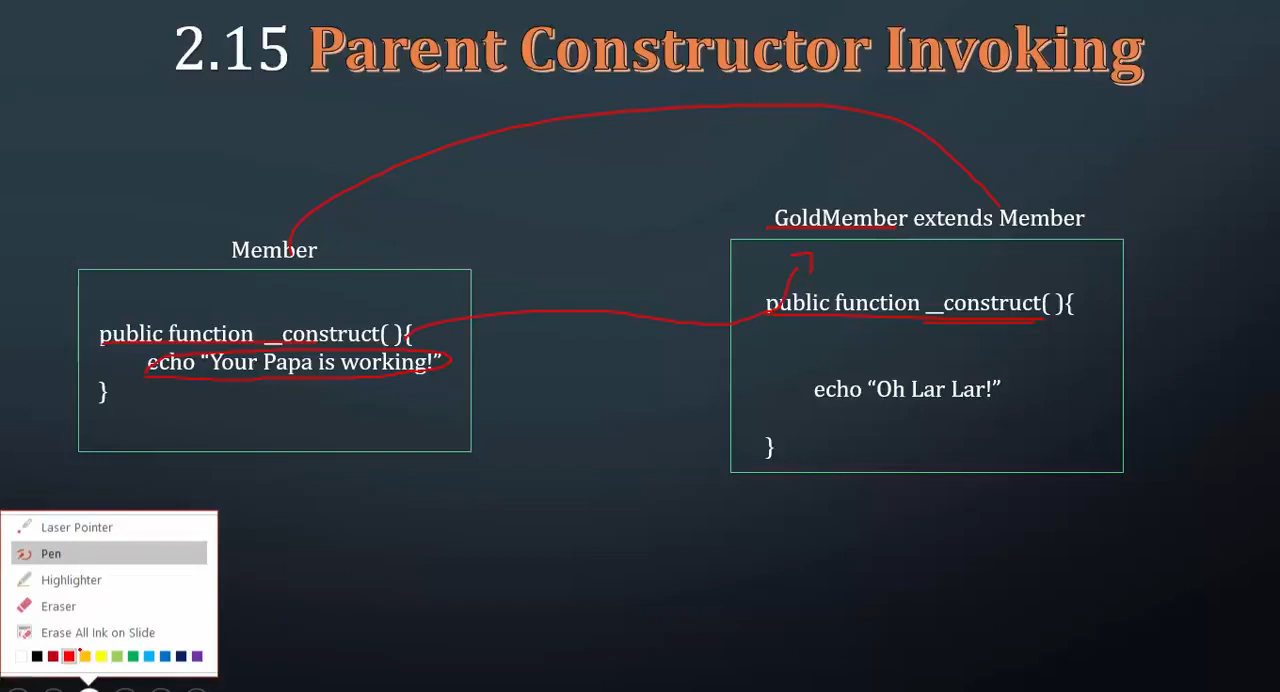 2.15 Parent Constructor Invoking
GoldMember extends Member
Member
public function __construct( ){
public function __construct( ){
echo “Your Papa is working!”
echo “Oh Lar Lar!”
}
}
Laser Pointer
Pen
Highlighter
Eraser
Erase All Ink on Slide